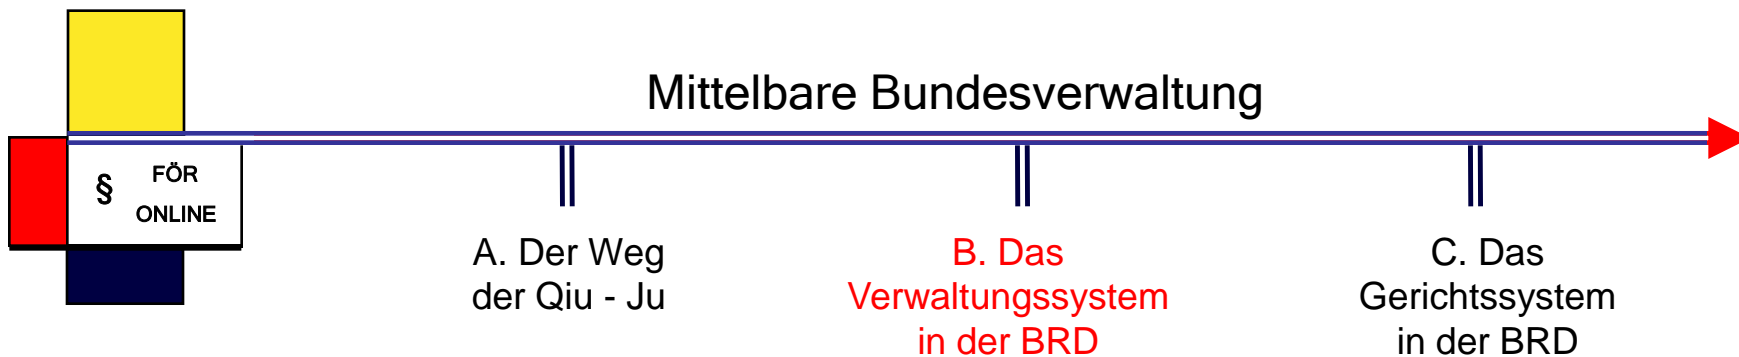 Mittelbare Bundesverwaltung
§ FÖR
ONLINE
A. Der Weg
der Qiu - Ju
B. Das
Verwaltungssystem
in der BRD
C. Das
Gerichtssystem
in der BRD